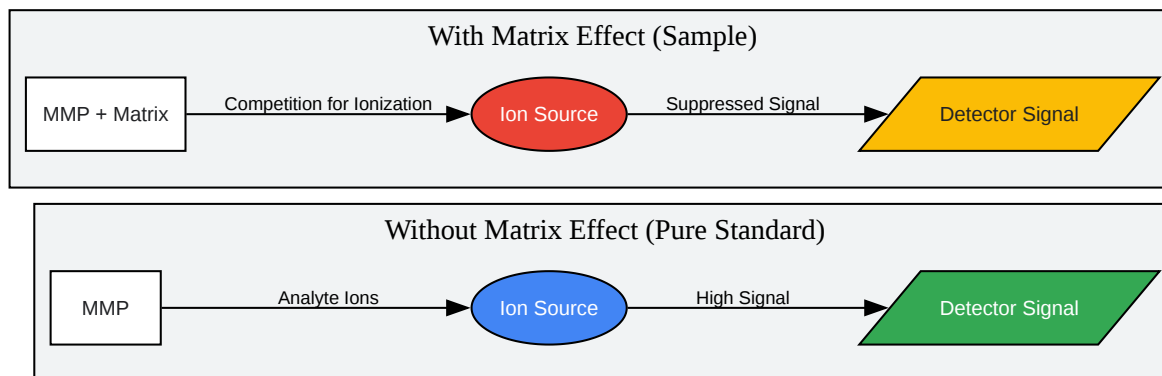 With Matrix Effect (Sample)
MMP + Matrix
Competition for Ionization
Ion Source
Suppressed Signal
Detector Signal
Without Matrix Effect (Pure Standard)
MMP
Analyte Ions
Ion Source
High Signal
Detector Signal